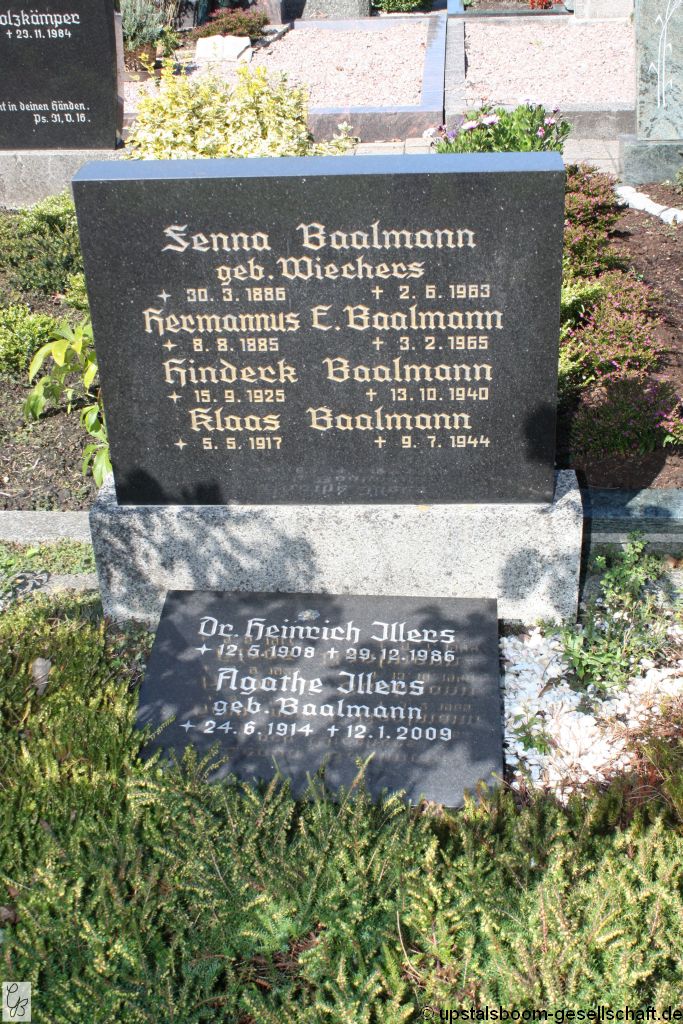 olzkämper
+ 23.11.1984
nt in deinen Händen.
Ps. 31, v. 16
Senna Baalmann
geb. Wiechers
✦ 30.3.1886 + 2.6.1963
Hermannus E. Baalmann
✦ 8.8.1885 + 3.2.1965
Hinderk Baalmann
✦ 15.9.1925 + 13.10.1940
Klaas Baalmann
✦ 5.5.1917 + 9.7.1944
Dr. Heinrich Illers
✦ 12.5.1908 + 29.12.1986
Agathe Illers
geb. Baalmann
✦ 24.6.1914 + 12.1.2009
© upstalsboom-gesellschaft.de